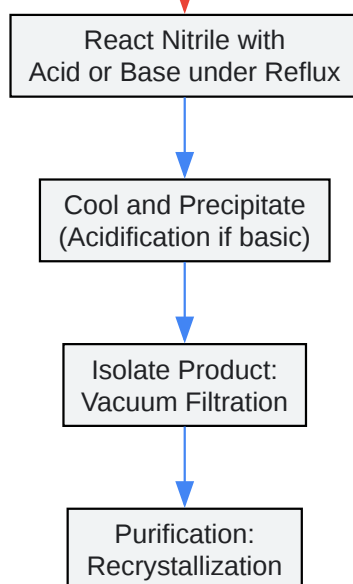 React Nitrile with
Acid or Base under Reflux
Cool and Precipitate
(Acidification if basic)
Isolate Product:
Vacuum Filtration
Purification:
Recrystallization